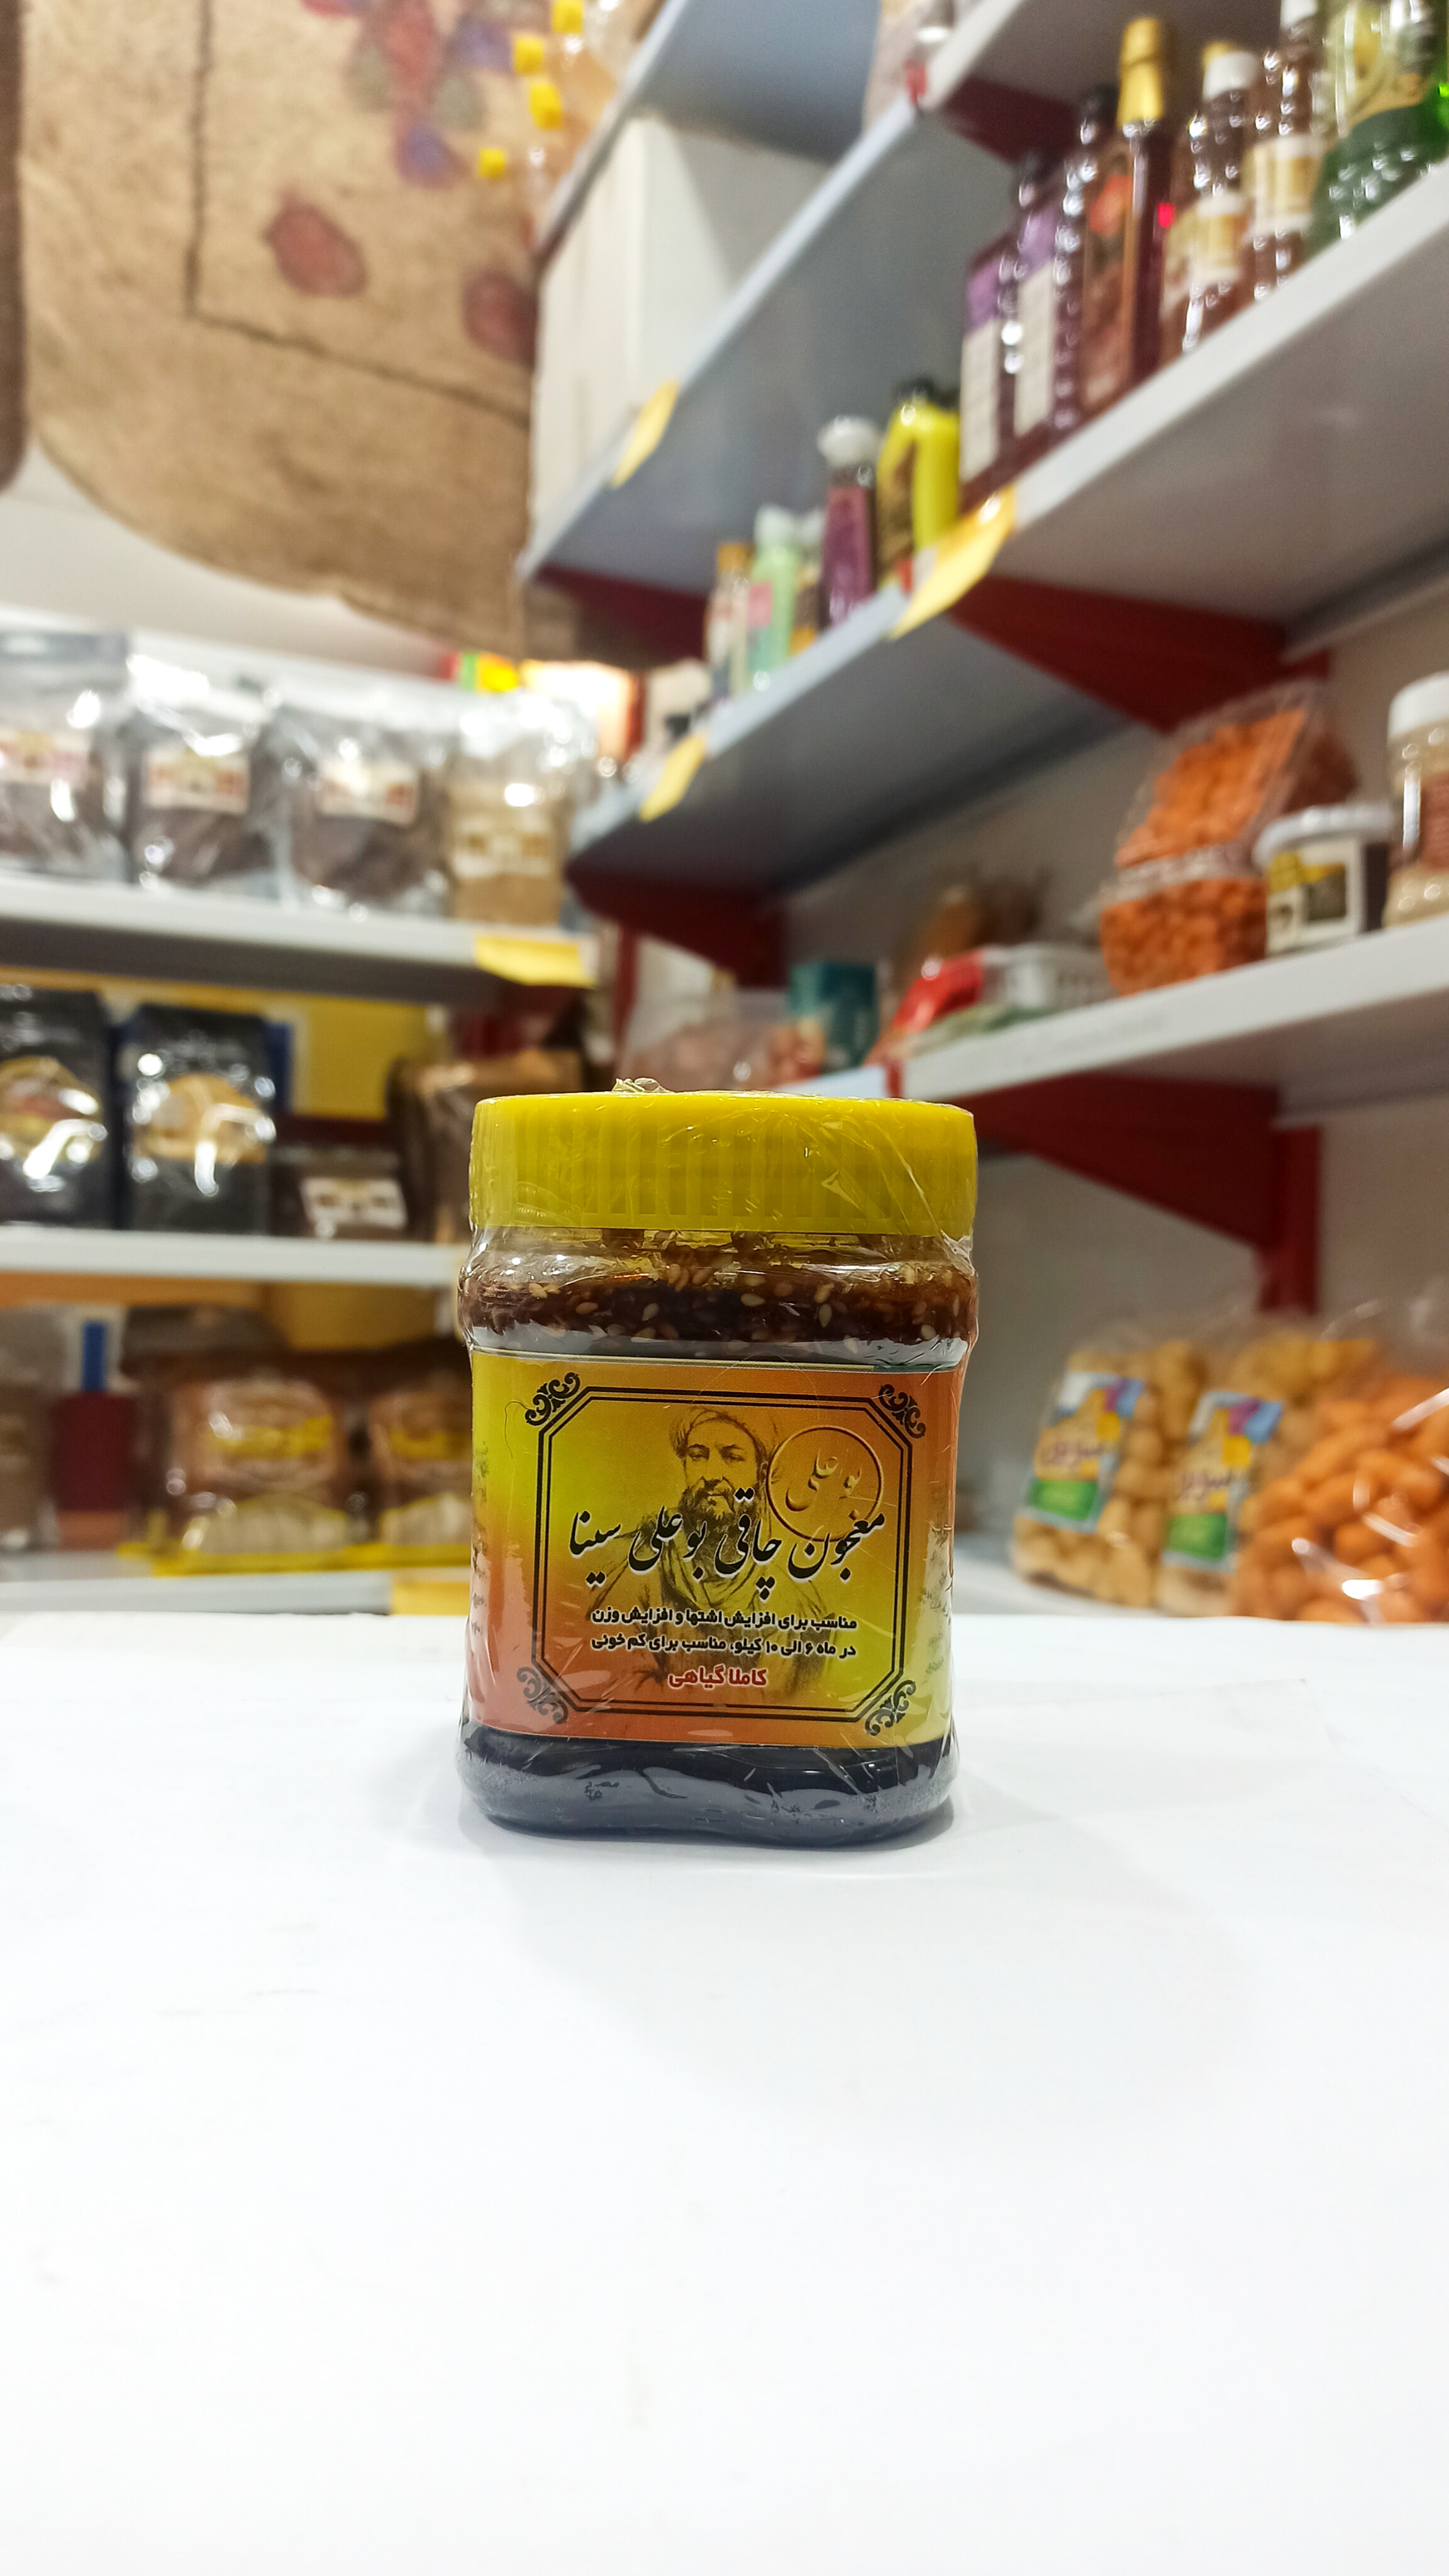 بوعلی
معجون چاقی بوعلی سینا
مناسب برای افزایش اشتها و افزایش وزن
در ماه ۶ الی ۱۰ کیلو، مناسب برای کم خونی
کاملا گیاهی